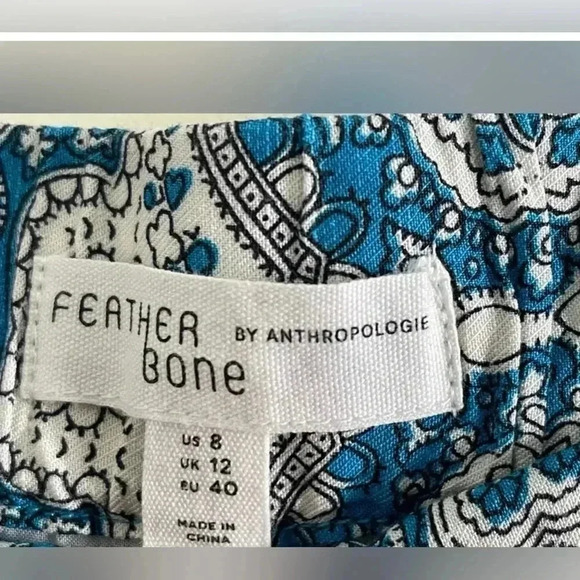 FEATHER BONE BY ANTHROPOLOGIE
US 8
UK 12
EU 40
MADE IN
CHINA